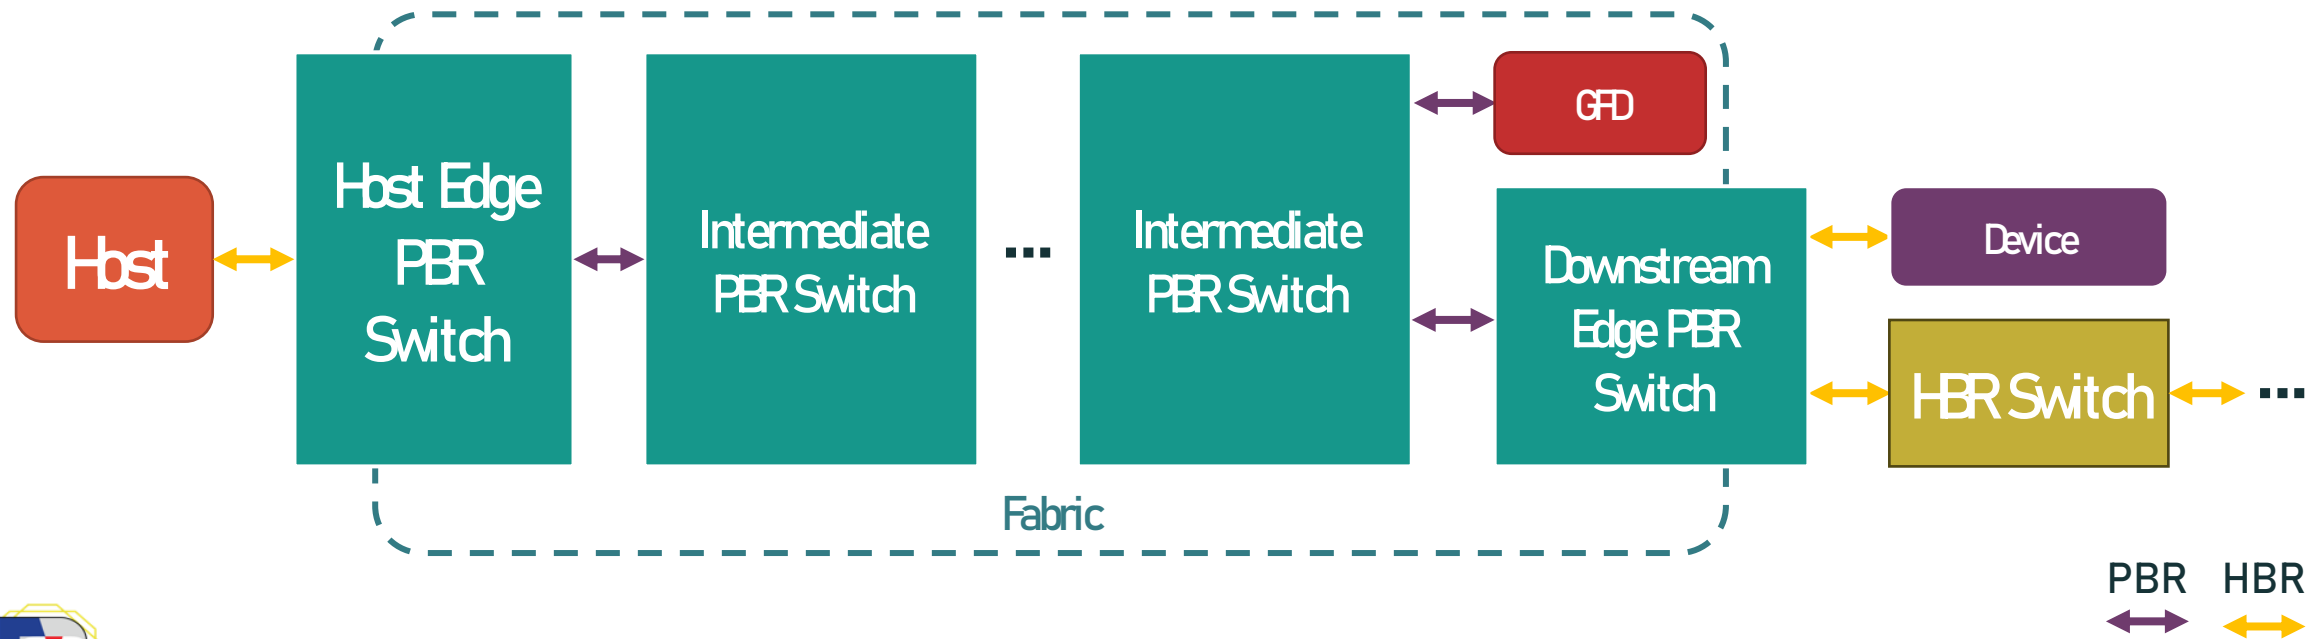 Host
Host Edge
PBR
Switch
Intermediate
PBR Switch
...
Intermediate
PBR Switch
GFD
Downstream
Edge PBR
Switch
Device
HBR Switch
...
Fabric
PBR HBR